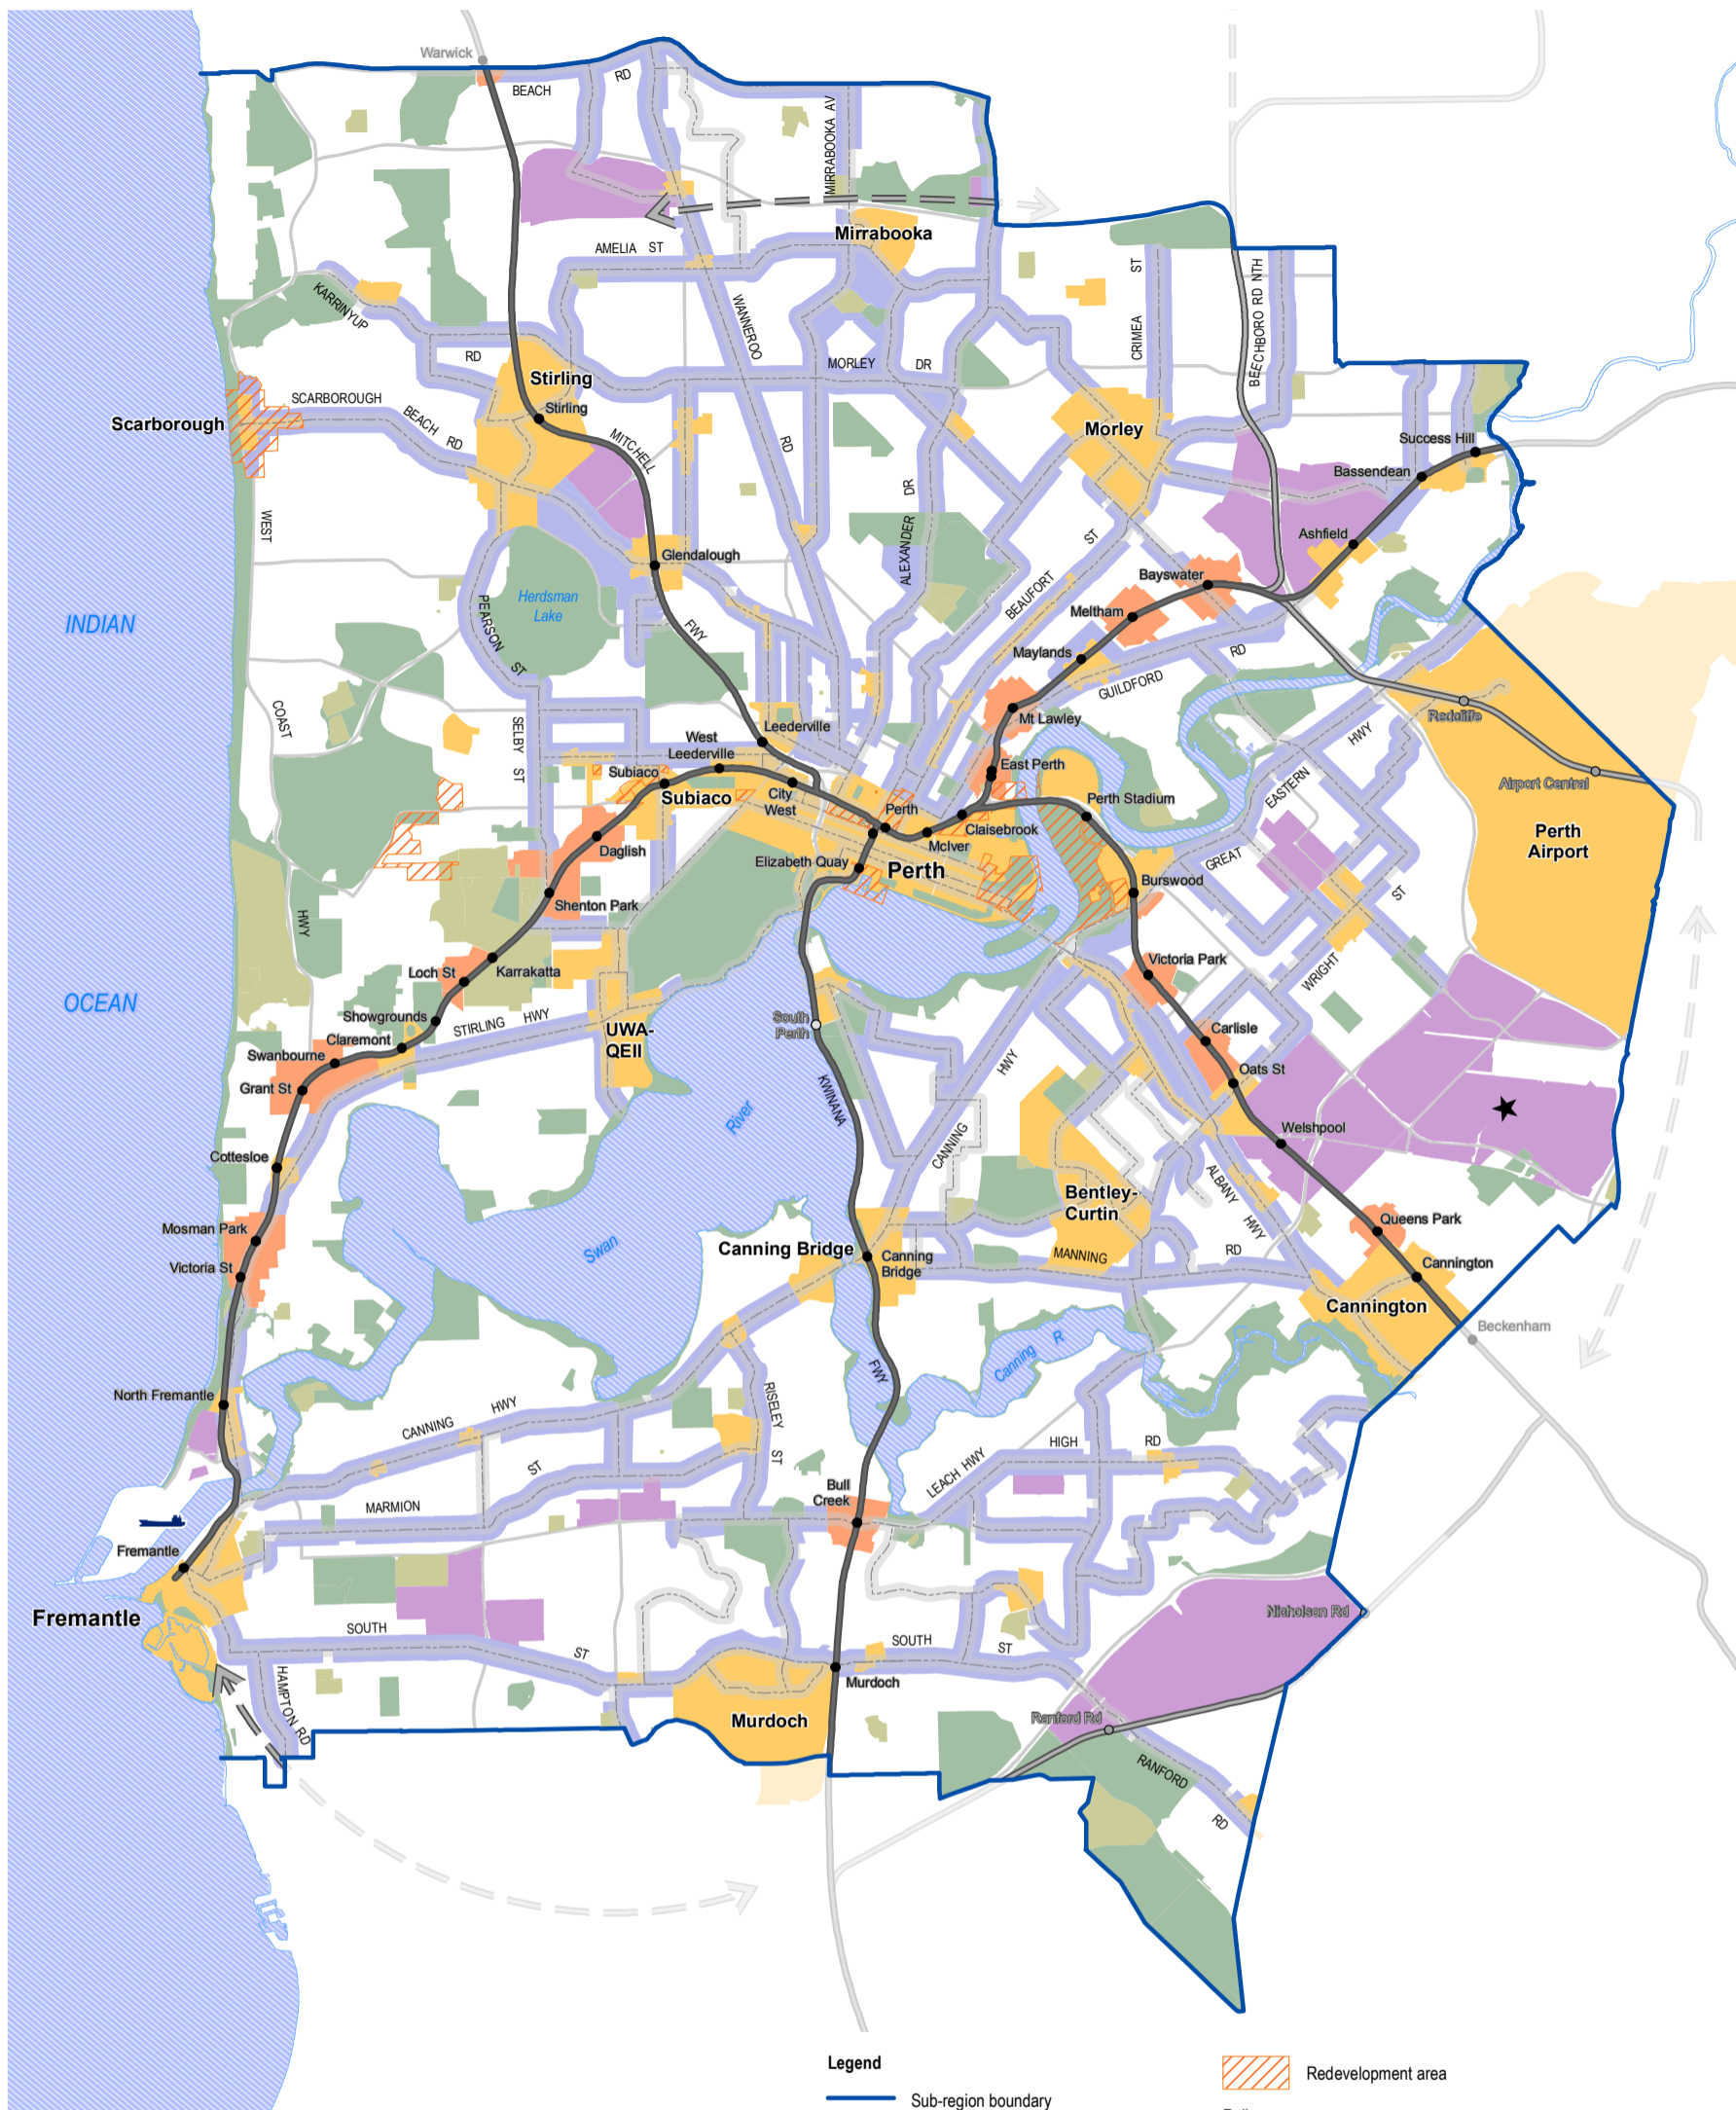 Warwick
BEACH
RD
MIRRABOOKA AV
Mirrabooka
AMELIA ST
KARRINYUP
RD
WANNEROO
RD
CRIMEA
ST
BEECHBORO RD NTH
MORLEY
DR
Stirling
Stirling
SCARBOROUGH
BEACH
RD
Scarborough
MITCHELL
Morley
Success Hill
Bassendean
Ashfield
WEST
Glendalough
ALEXANDER
DR
ST
BEAUFORT
Bayswater
Meltham
Maylands
RD
GUILDFORD
Herdsman
Lake
PEARSON
ST
FWY
INDIAN
COAST
SELBY
ST
Leederville
West
Leederville
Mt Lawley
Redcliffe
HWY
Airport Central
EASTERN
East Perth
Subiaco
Subiaco
City
West
Perth
Perth Stadium
Claisebrook
McIver
Perth
Airport
Daglish
Elizabeth Quay
Perth
GREAT
Burswood
ST
Shenton Park
HWY
Loch St
Karrakatta
Victoria Park
WRIGHT
OCEAN
Showgrounds
STIRLING
HWY
South
Perth
UWA-
QEII
Claremont
Swanbourne
Grant St
Carlisle
Oats St
HWY
KWINANA
River
CANNING
Welshpool
Cottesloe
ALBANY
HWY
Bentley-
Curtin
Queens Park
Mosman Park
Swan
Canning Bridge
Canning
Bridge
MANNING
RD
Cannington
Victoria St
Cannington
Beckenham
Canning R
FWY
North Fremantle
RISELEY
ST
CANNING
HWY
HIGH
RD
LEACH HWY
ST
Bull
Creek
MARMION
Fremantle
Fremantle
Nicholson Rd
SOUTH
ST
SOUTH
ST
HAMPTON RD
Murdoch
Murdoch
Ranford Rd
RANFORD
RD
Legend
Redevelopment area
Sub-region boundary